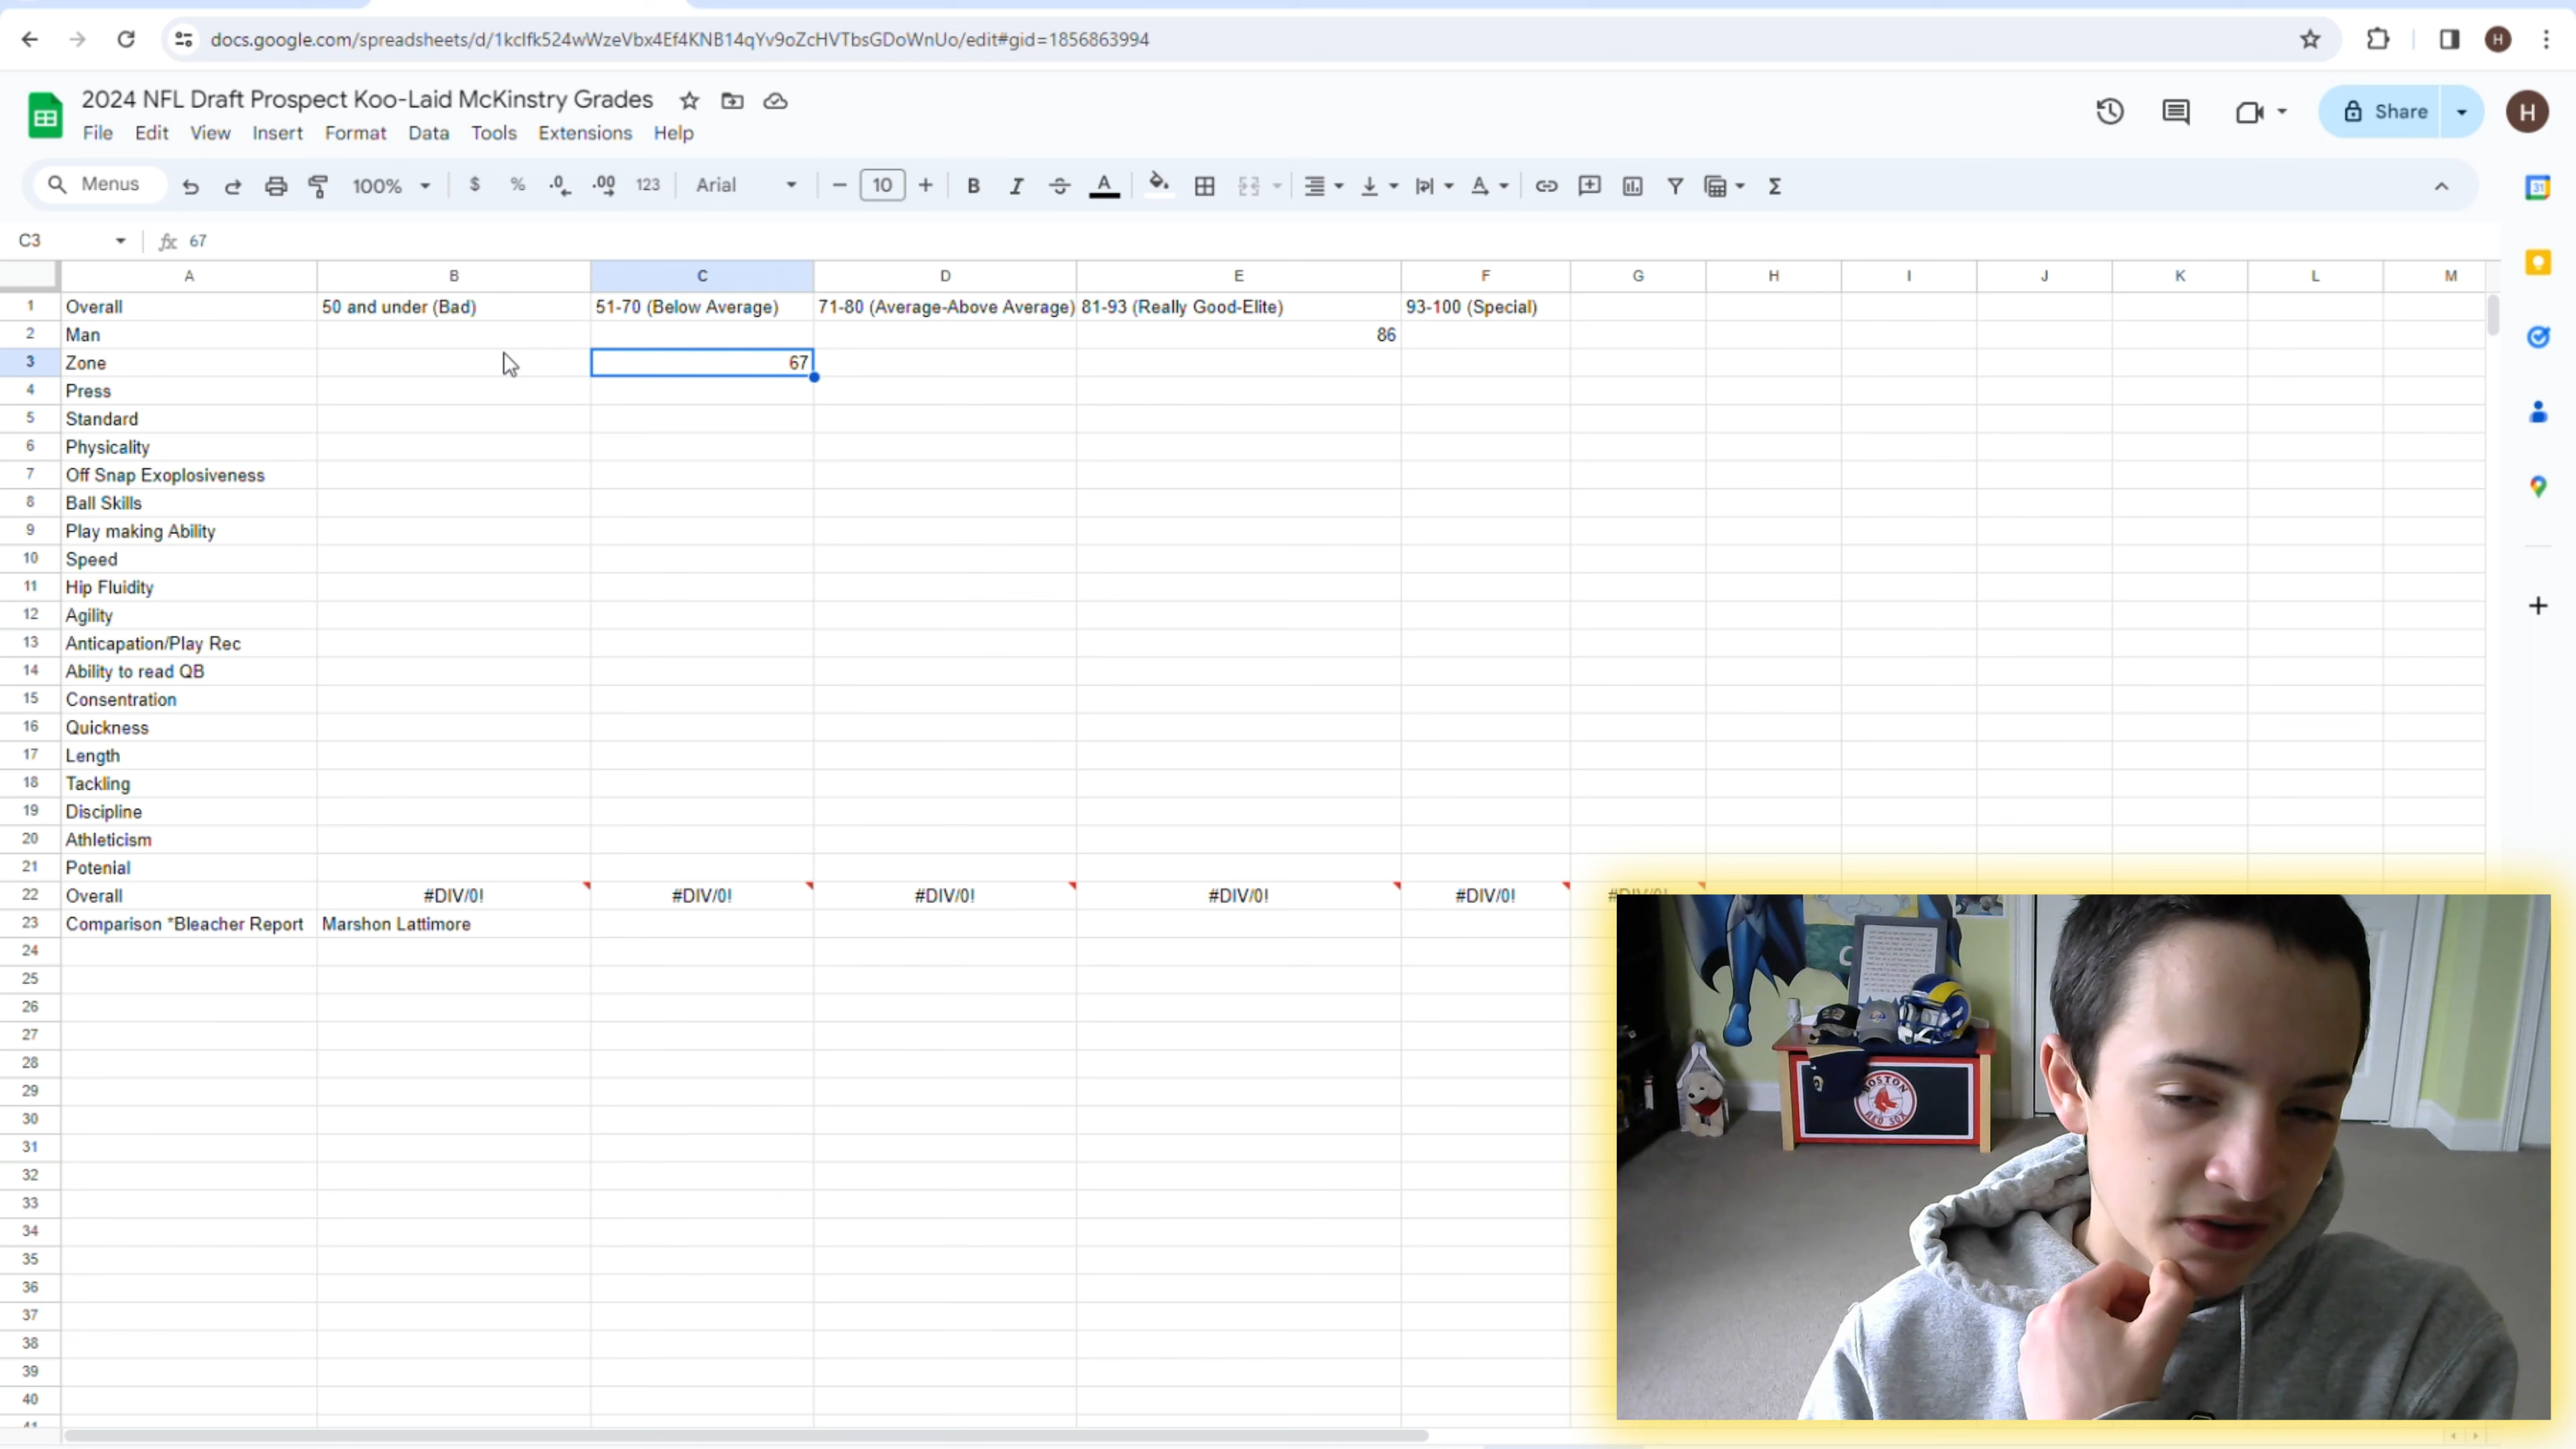 docs.google.com/spreadsheets/d/1kclfk524wWzeVbx4Ef4KNB14qYv9oZcHVTbsGDoWnUo/edit#gid=1856863994
H
2024 NFL Draft Prospect Koo-Laid McKinstry Grades
File Edit View Insert Format Data Tools Extensions Help
Share
H
Menus 100% $ % .0 .00 123 Arial 10 B I A A Σ
31
C3 fx 67
A B C D E F G H I J K L M
1 Overall 50 and under (Bad) 51-70 (Below Average) 71-80 (Average-Above Average) 81-93 (Really Good-Elite) 93-100 (Special)
2 Man 86
3 Zone 67
4 Press
5 Standard
6 Physicality
7 Off Snap Exoplosiveness
8 Ball Skills
9 Play making Ability
10 Speed
11 Hip Fluidity
12 Agility
13 Anticapation/Play Rec
14 Ability to read QB
15 Consentration
16 Quickness
17 Length
18 Tackling
19 Discipline
20 Athleticism
21 Potenial
22 Overall #DIV/0! #DIV/0! #DIV/0! #DIV/0! #DIV/0! #DIV/0!
23 Comparison *Bleacher Report Marshon Lattimore
24
25
26
27
28
29
30
31
32
33
34
35
36
37
38
39
40
41
BOSTON
RED SOX